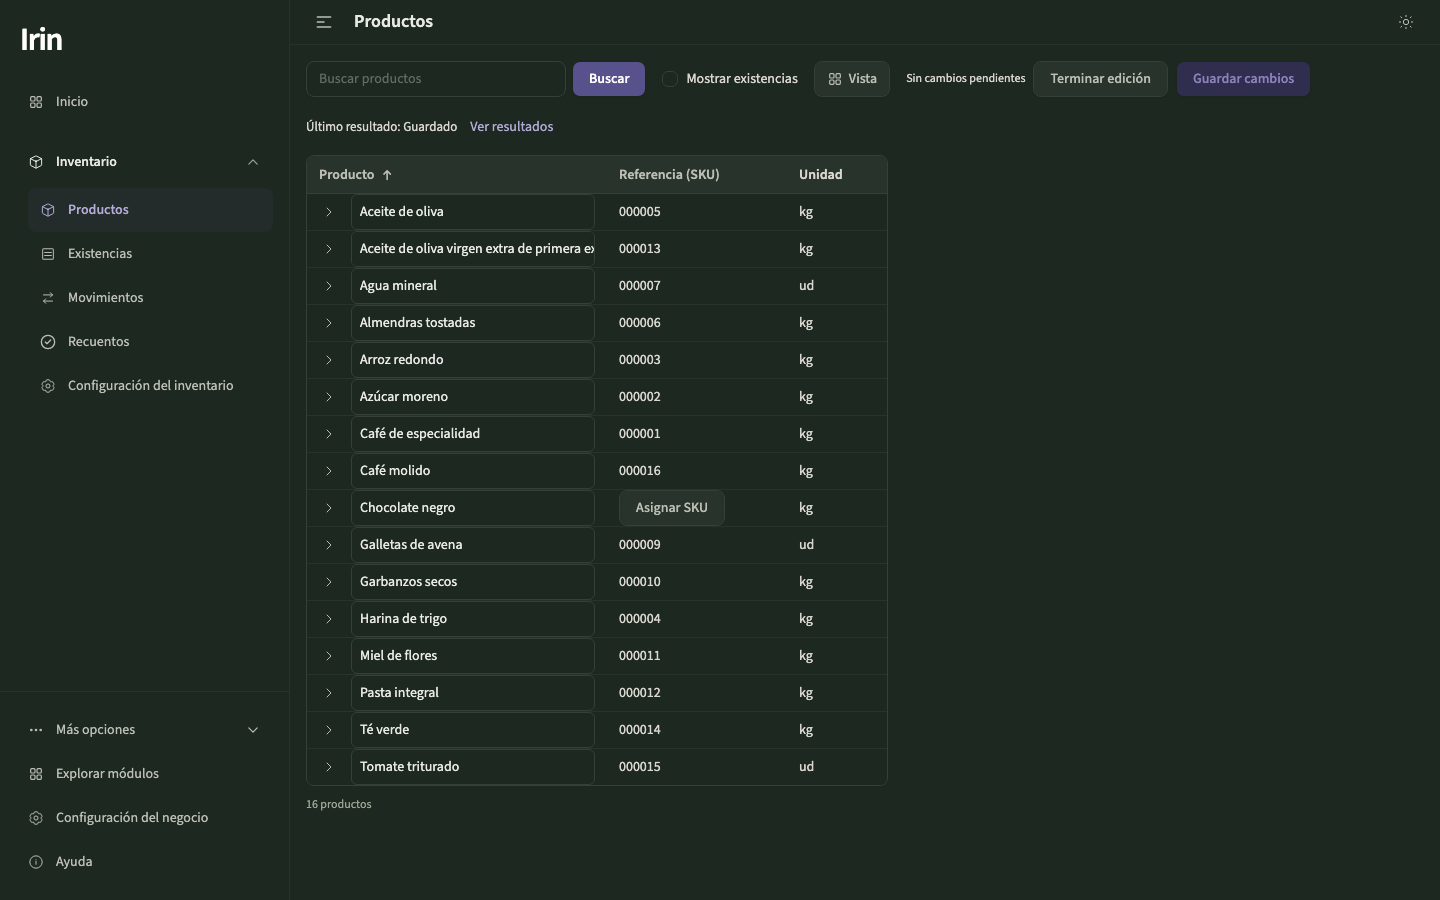 Irin
Productos
Inicio
Inventario
Productos
Existencias
Movimientos
Recuentos
Configuración del inventario
Más opciones
Explorar módulos
Configuración del negocio
Ayuda
Buscar productos
Buscar
Mostrar existencias
Vista
Sin cambios pendientes
Terminar edición
Guardar cambios
Último resultado: Guardado Ver resultados
Producto Referencia (SKU) Unidad
Aceite de oliva 000005 kg
Aceite de oliva virgen extra de primera ex 000013 kg
Agua mineral 000007 ud
Almendras tostadas 000006 kg
Arroz redondo 000003 kg
Azúcar moreno 000002 kg
Café de especialidad 000001 kg
Café molido 000016 kg
Chocolate negro Asignar SKU kg
Galletas de avena 000009 ud
Garbanzos secos 000010 kg
Harina de trigo 000004 kg
Miel de flores 000011 kg
Pasta integral 000012 kg
Té verde 000014 kg
Tomate triturado 000015 ud
16 productos